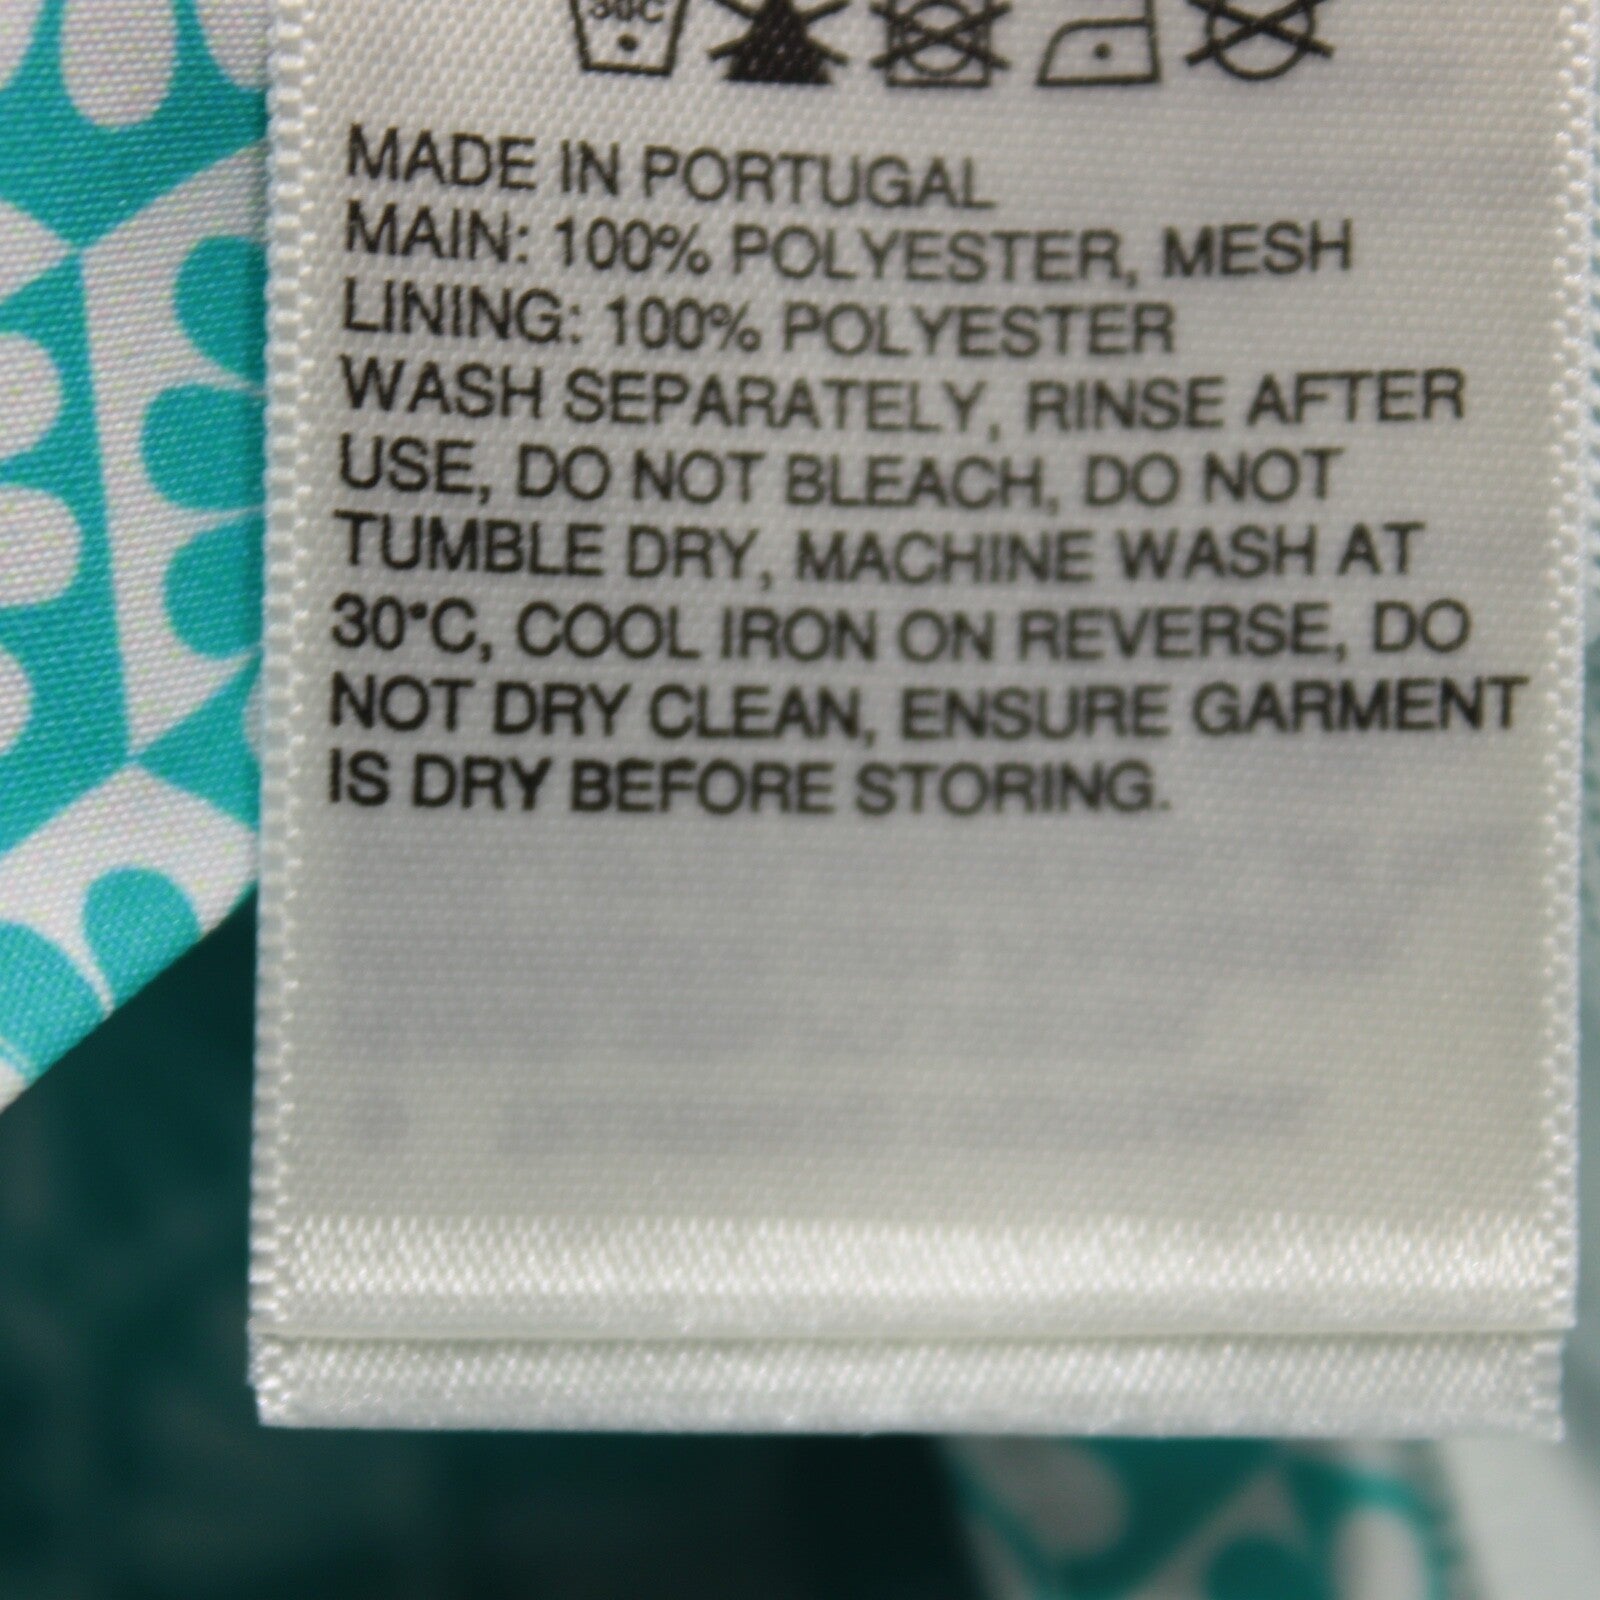 30°C
MADE IN PORTUGAL
MAIN: 100% POLYESTER, MESH
LINING: 100% POLYESTER
WASH SEPARATELY, RINSE AFTER
USE, DO NOT BLEACH, DO NOT
TUMBLE DRY, MACHINE WASH AT
30°C, COOL IRON ON REVERSE, DO
NOT DRY CLEAN, ENSURE GARMENT
IS DRY BEFORE STORING.